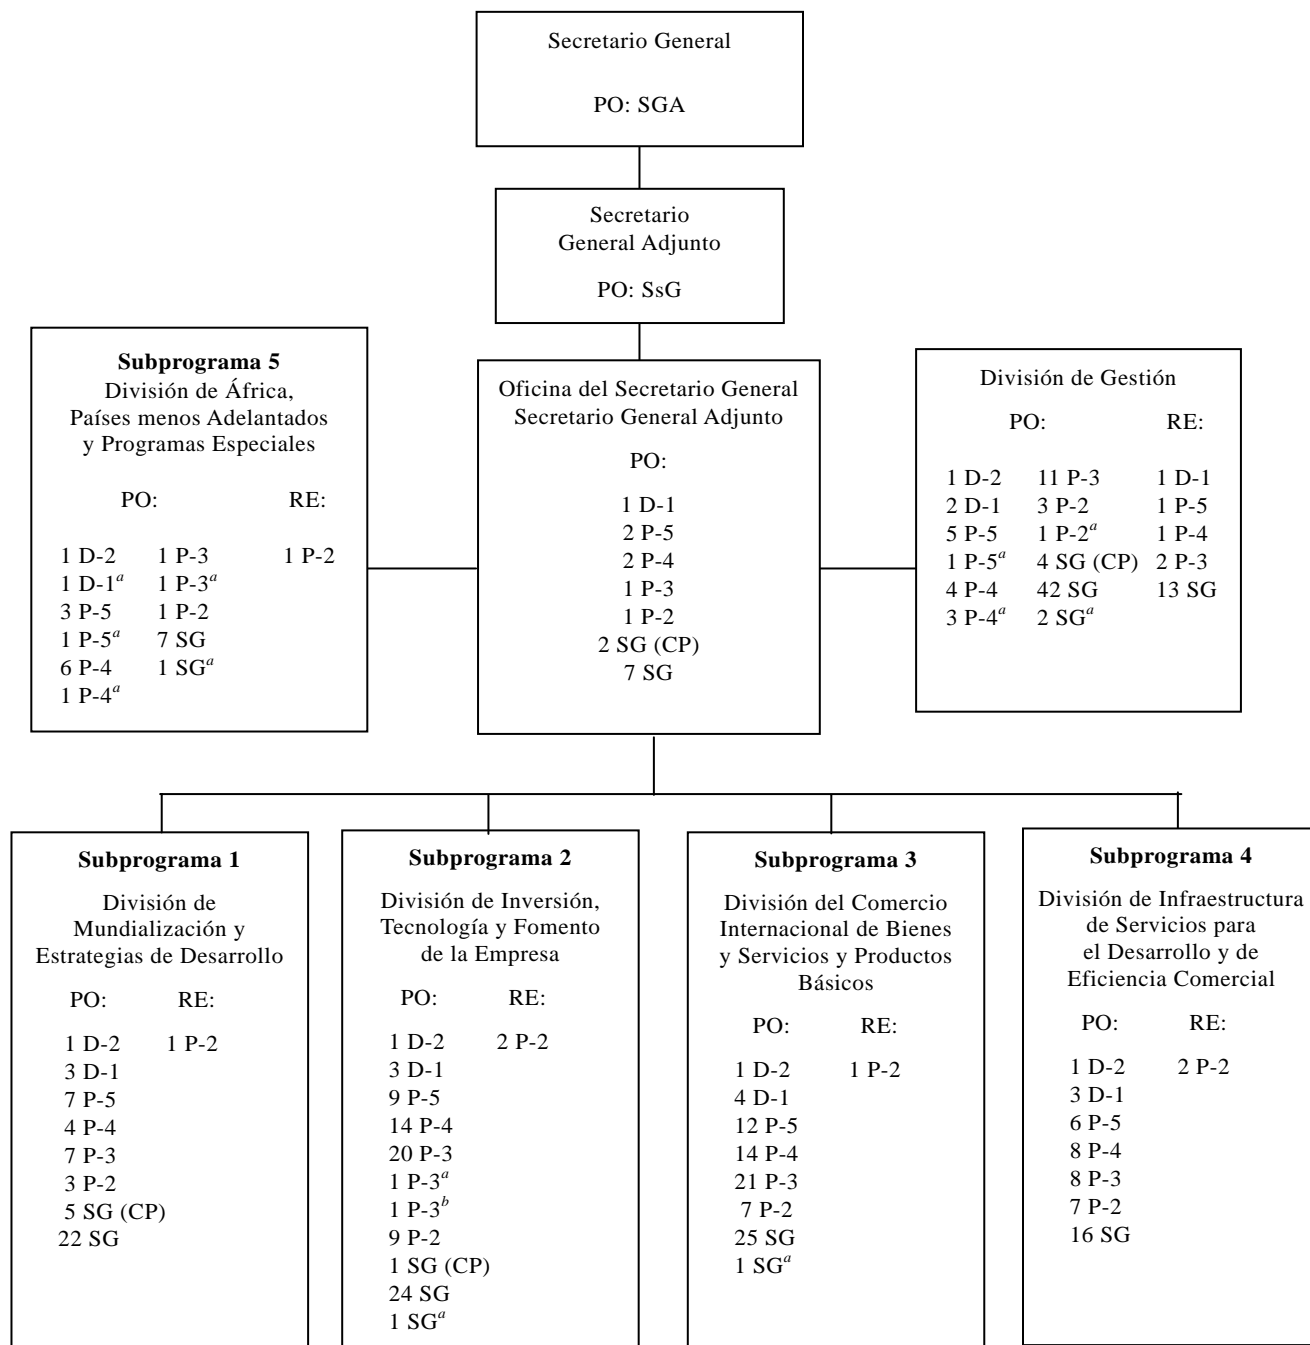 Secretario General
PO: SGA
Secretario
General Adjunto
PO: SsG
Subprograma 5
División de África,
Países menos Adelantados
y Programas Especiales
PO: RE:
1 D-2 1 P-3 1 P-2
1 D-1a 1 P-3a
3 P-5 1 P-2
1 P-5a 7 SG
6 P-4 1 SGa
1 P-4a
Oficina del Secretario General
Secretario General Adjunto
PO:
1 D-1
2 P-5
2 P-4
1 P-3
1 P-2
2 SG (CP)
7 SG
División de Gestión
PO: RE:
1 D-2 11 P-3 1 D-1
2 D-1 3 P-2 1 P-5
5 P-5 1 P-2a 1 P-4
1 P-5a 4 SG (CP) 2 P-3
4 P-4 42 SG 13 SG
3 P-4a 2 SGa
Subprograma 1
División de
Mundialización y
Estrategias de Desarrollo
PO: RE:
1 D-2 1 P-2
3 D-1
7 P-5
4 P-4
7 P-3
3 P-2
5 SG (CP)
22 SG
Subprograma 2
División de Inversión,
Tecnología y Fomento
de la Empresa
PO: RE:
1 D-2 2 P-2
3 D-1
9 P-5
14 P-4
20 P-3
1 P-3a
1 P-3b
9 P-2
1 SG (CP)
24 SG
1 SGa
Subprograma 3
División del Comercio
Internacional de Bienes
y Servicios y Productos
Básicos
PO: RE:
1 D-2 1 P-2
4 D-1
12 P-5
14 P-4
21 P-3
7 P-2
25 SG
1 SGa
Subprograma 4
División de Infraestructura
de Servicios para
el Desarrollo y de
Eficiencia Comercial
PO: RE:
1 D-2 2 P-2
3 D-1
6 P-5
8 P-4
8 P-3
7 P-2
16 SG